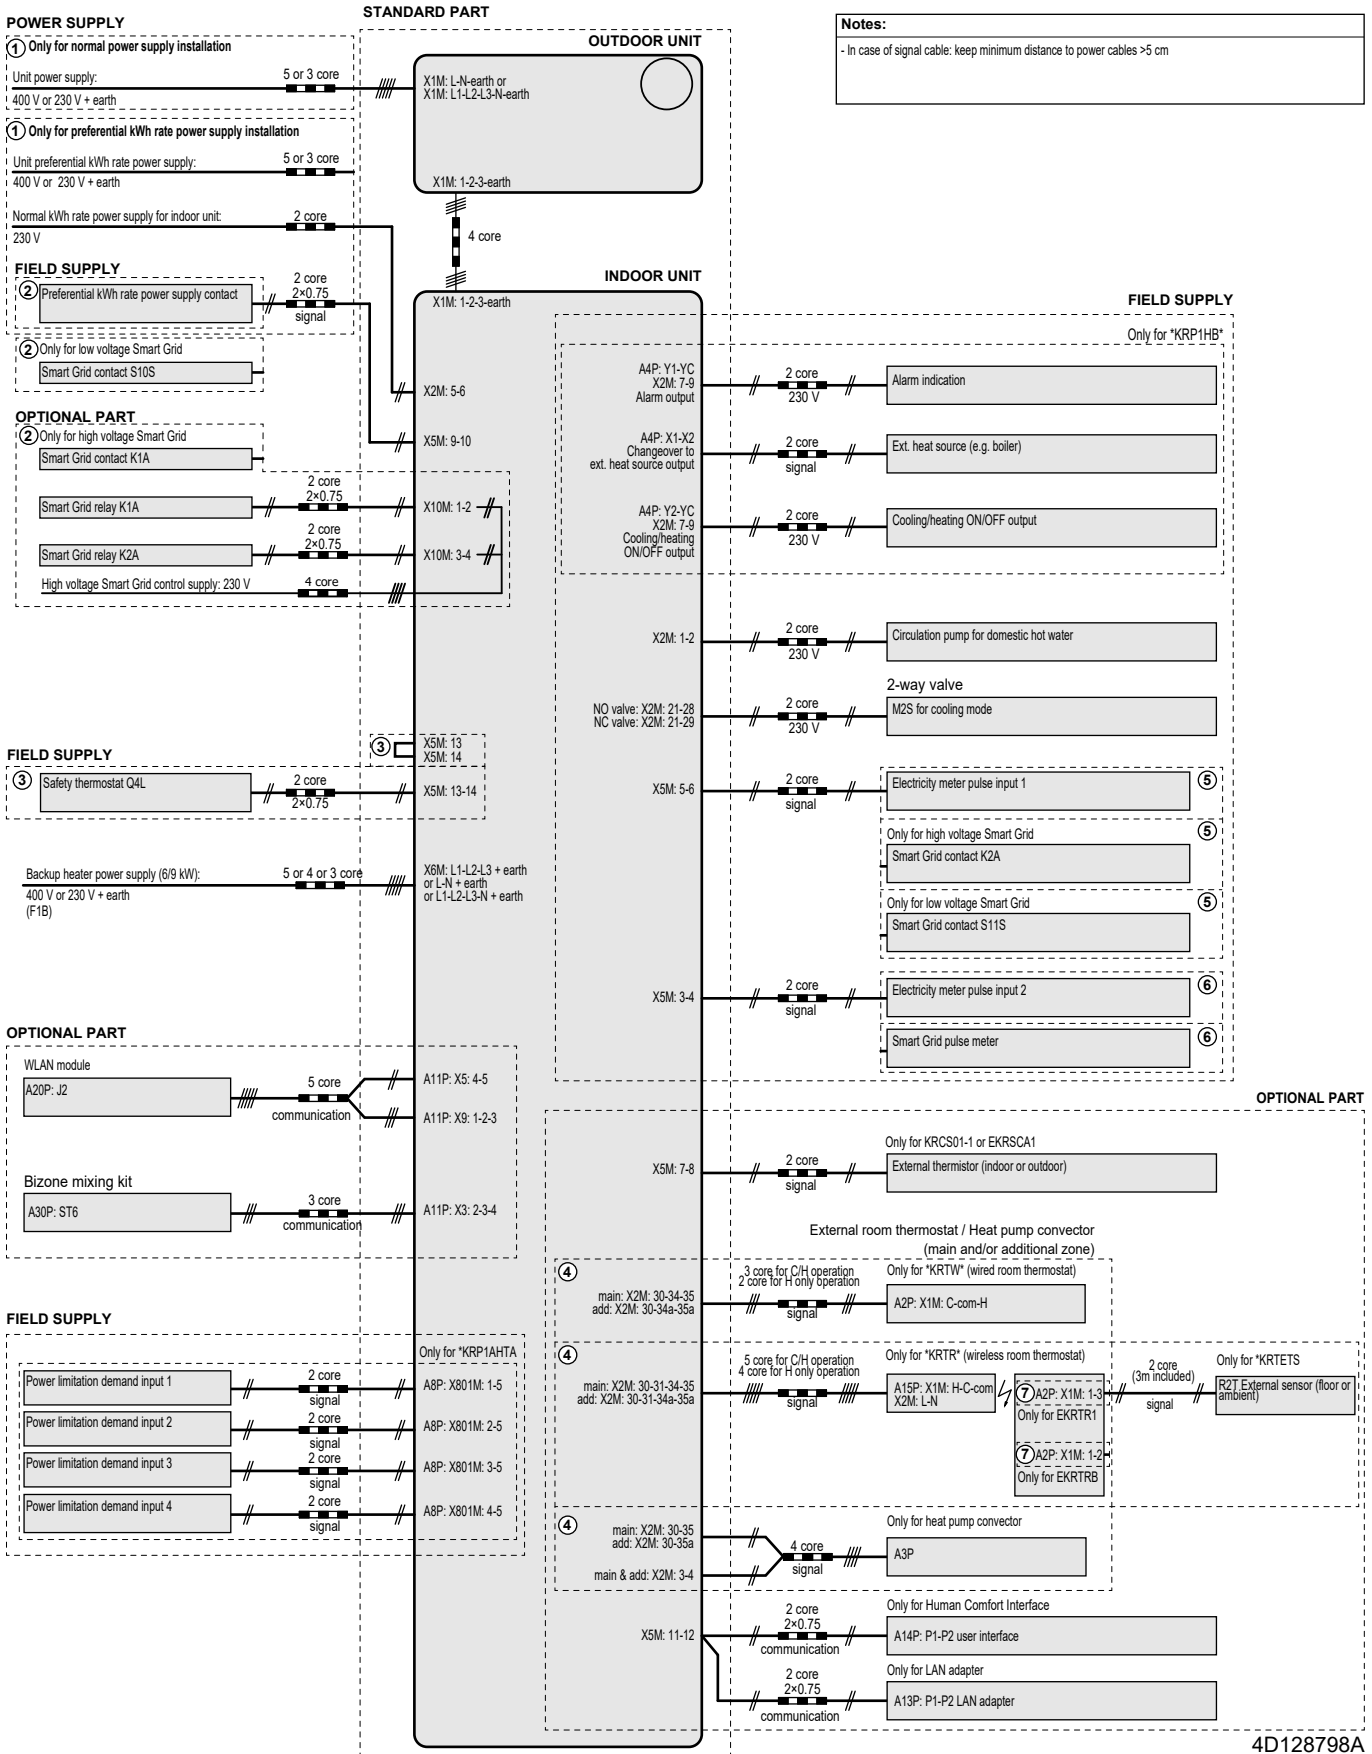 POWER SUPPLY
① Only for normal power supply installation
Unit power supply:
5 or 3 core
400 V or 230 V + earth
① Only for preferential kWh rate power supply installation
Unit preferential kWh rate power supply:
5 or 3 core
400 V or 230 V + earth
Normal kWh rate power supply for indoor unit:
2 core
230 V
FIELD SUPPLY
② Preferential kWh rate power supply contact
2 core
2×0.75
signal
② Only for low voltage Smart Grid
Smart Grid contact S10S
OPTIONAL PART
② Only for high voltage Smart Grid
Smart Grid contact K1A
Smart Grid relay K1A
2 core
2×0.75
Smart Grid relay K2A
2 core
2×0.75
High voltage Smart Grid control supply: 230 V
4 core
FIELD SUPPLY
③ Safety thermostat Q4L
2 core
2×0.75
Backup heater power supply (6/9 kW):
5 or 4 or 3 core
400 V or 230 V + earth
(F1B)
OPTIONAL PART
WLAN module
A20P: J2
5 core
communication
Bizone mixing kit
A30P: ST6
3 core
communication
FIELD SUPPLY
Only for *KRP1AHTA
Power limitation demand input 1
2 core
signal
A8P: X801M: 1-5
Power limitation demand input 2
2 core
signal
A8P: X801M: 2-5
Power limitation demand input 3
2 core
signal
A8P: X801M: 3-5
Power limitation demand input 4
2 core
signal
A8P: X801M: 4-5
STANDARD PART
OUTDOOR UNIT
X1M: L-N-earth or
X1M: L1-L2-L3-N-earth
X1M: 1-2-3-earth
4 core
INDOOR UNIT
X1M: 1-2-3-earth
X2M: 5-6
X5M: 9-10
X10M: 1-2
X10M: 3-4
③
X5M: 13
X5M: 14
X5M: 13-14
X6M: L1-L2-L3 + earth
or L-N + earth
or L1-L2-L3-N + earth
A11P: X5: 4-5
A11P: X9: 1-2-3
A11P: X3: 2-3-4
Notes:
- In case of signal cable: keep minimum distance to power cables >5 cm
FIELD SUPPLY
Only for *KRP1HB*
A4P: Y1-YC
X2M: 7-9
Alarm output
2 core
230 V
Alarm indication
A4P: X1-X2
Changeover to
ext. heat source output
2 core
signal
Ext. heat source (e.g. boiler)
A4P: Y2-YC
X2M: 7-9
Cooling/heating
ON/OFF output
2 core
230 V
Cooling/heating ON/OFF output
X2M: 1-2
2 core
230 V
Circulation pump for domestic hot water
2-way valve
NO valve: X2M: 21-28
NC valve: X2M: 21-29
2 core
230 V
M2S for cooling mode
X5M: 5-6
2 core
signal
Electricity meter pulse input 1
⑤
Only for high voltage Smart Grid
⑤
Smart Grid contact K2A
Only for low voltage Smart Grid
⑤
Smart Grid contact S11S
X5M: 3-4
2 core
signal
Electricity meter pulse input 2
⑥
Smart Grid pulse meter
⑥
OPTIONAL PART
Only for KRCS01-1 or EKRSCA1
X5M: 7-8
2 core
signal
External thermistor (indoor or outdoor)
External room thermostat / Heat pump convector
(main and/or additional zone)
④
3 core for C/H operation
2 core for H only operation
Only for *KRTW* (wired room thermostat)
main: X2M: 30-34-35
add: X2M: 30-34a-35a
signal
A2P: X1M: C-com-H
④
5 core for C/H operation
4 core for H only operation
Only for *KRTR* (wireless room thermostat)
2 core
(3m included)
Only for *KRTETS
main: X2M: 30-31-34-35
add: X2M: 30-31-34a-35a
signal
A15P: X1M: H-C-com
X2M: L-N
⑦ A2P: X1M: 1-3
Only for EKRTR1
signal
R2T External sensor (floor or
ambient)
⑦ A2P: X1M: 1-2
Only for EKRTRB
④
Only for heat pump convector
main: X2M: 30-35
add: X2M: 30-35a
main & add: X2M: 3-4
4 core
signal
A3P
Only for Human Comfort Interface
X5M: 11-12
2 core
2×0.75
communication
A14P: P1-P2 user interface
Only for LAN adapter
2 core
2×0.75
communication
A13P: P1-P2 LAN adapter
4D128798A